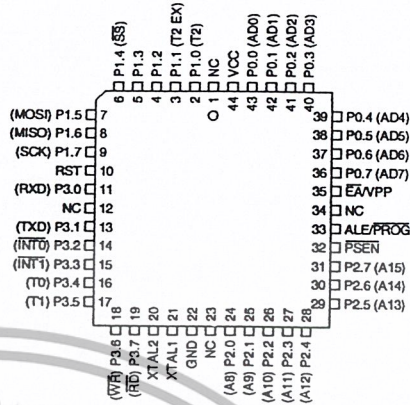 P1.4 (SS)
P1.3
P1.2
P1.1 (T2 EX)
P1.0 (T2)
NC
VCC
P0.0 (AD0)
P0.1 (AD1)
P0.2 (AD2)
P0.3 (AD3)
6 5 4 3 2 1 44 43 42 41 40
(MOSI) P1.5 7
(MISO) P1.6 8
(SCK) P1.7 9
RST 10
(RXD) P3.0 11
NC 12
(TXD) P3.1 13
(INT0) P3.2 14
(INT1) P3.3 15
(T0) P3.4 16
(T1) P3.5 17
39 P0.4 (AD4)
38 P0.5 (AD5)
37 P0.6 (AD6)
36 P0.7 (AD7)
35 EA/VPP
34 NC
33 ALE/PROG
32 PSEN
31 P2.7 (A15)
30 P2.6 (A14)
29 P2.5 (A13)
18 19 20 21 22 23 24 25 26 27 28
(WR) P3.6
(RD) P3.7
XTAL2
XTAL1
GND
NC
(A8) P2.0
(A9) P2.1
(A10) P2.2
(A11) P2.3
(A12) P2.4